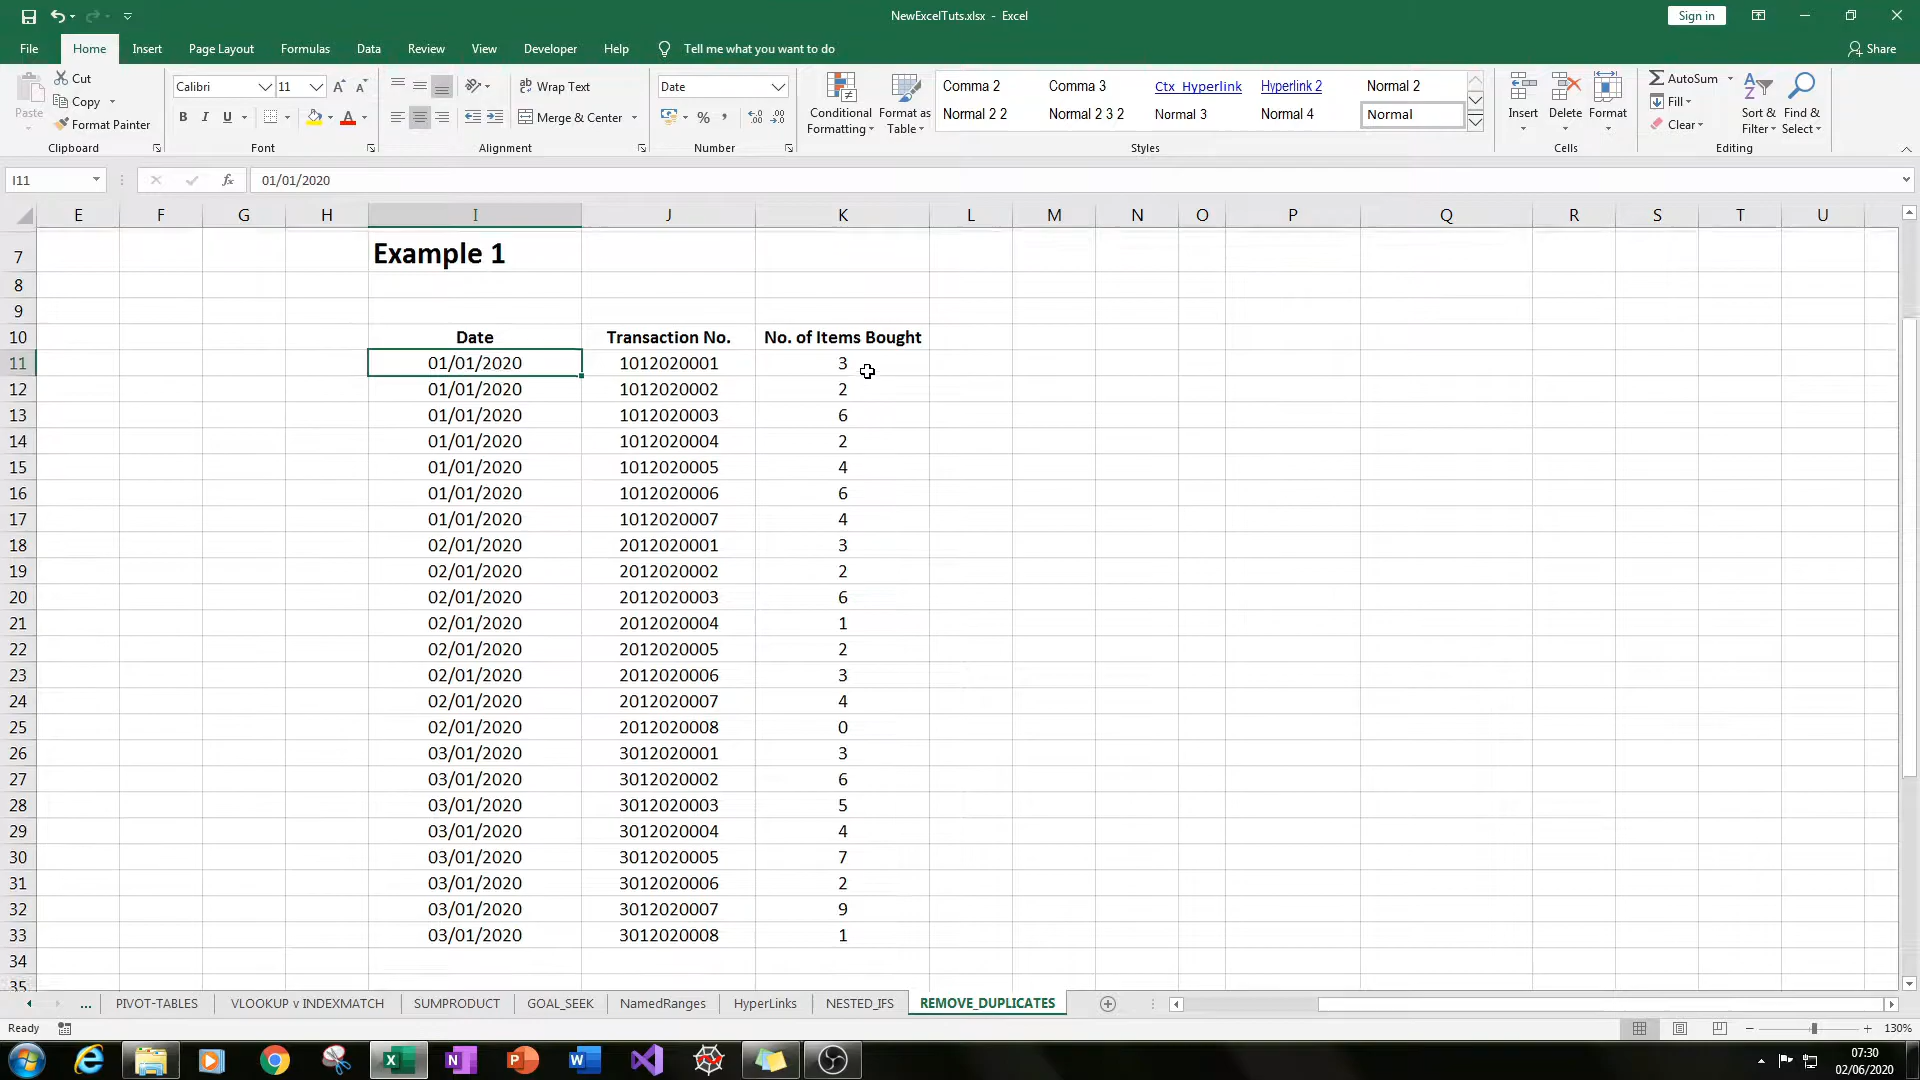 NewExcelTuts.xlsx - Excel
Sign in
File Home Insert Page Layout Formulas Data Review View Developer Help Tell me what you want to do Share
Paste
Cut
Copy
Format Painter
Clipboard
Calibri 11
B I U
Font
Wrap Text
Merge & Center
Alignment
Date
%
Number
Conditional Formatting
Format as Table
Comma 2 Comma 3 Ctx_Hyperlink Hyperlink 2 Normal 2
Normal 2 2 Normal 2 3 2 Normal 3 Normal 4 Normal
Styles
Insert Delete Format
Cells
AutoSum
Fill
Clear
Sort & Filter
Find & Select
Editing
I11 fx 01/01/2020
E F G H I J K L M N O P Q R S T U
7 Example 1
8
9
10 Date Transaction No. No. of Items Bought
11 01/01/2020 1012020001 3
12 01/01/2020 1012020002 2
13 01/01/2020 1012020003 6
14 01/01/2020 1012020004 2
15 01/01/2020 1012020005 4
16 01/01/2020 1012020006 6
17 01/01/2020 1012020007 4
18 02/01/2020 2012020001 3
19 02/01/2020 2012020002 2
20 02/01/2020 2012020003 6
21 02/01/2020 2012020004 1
22 02/01/2020 2012020005 2
23 02/01/2020 2012020006 3
24 02/01/2020 2012020007 4
25 02/01/2020 2012020008 0
26 03/01/2020 3012020001 3
27 03/01/2020 3012020002 6
28 03/01/2020 3012020003 5
29 03/01/2020 3012020004 4
30 03/01/2020 3012020005 7
31 03/01/2020 3012020006 2
32 03/01/2020 3012020007 9
33 03/01/2020 3012020008 1
34
35
... PIVOT-TABLES VLOOKUP v INDEXMATCH SUMPRODUCT GOAL_SEEK NamedRanges HyperLinks NESTED_IFS REMOVE_DUPLICATES
Ready 130%
07:30
02/06/2020